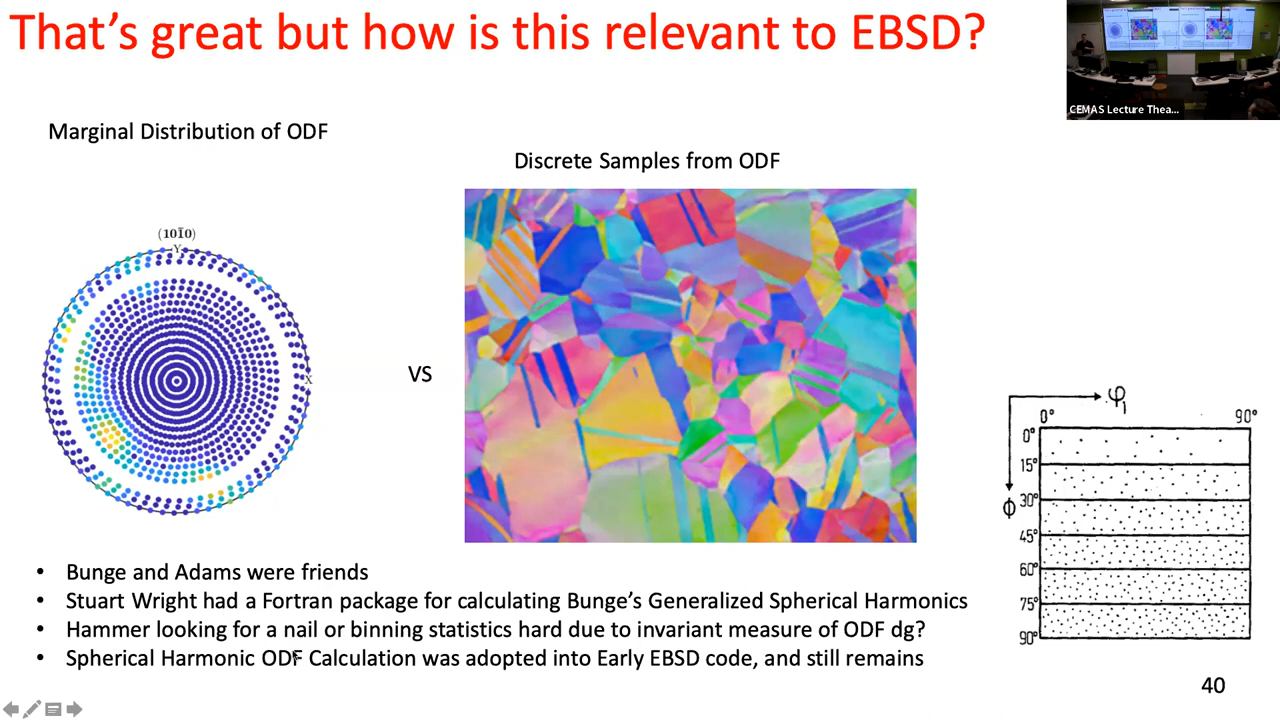 That's great but how is this relevant to EBSD?
CEMAS Lecture Thea...
Marginal Distribution of ODF
Discrete Samples from ODF
(101̄0)
Y
X
VS
φ₁
0° 90°
0°
15°
30°
ϕ
45°
60°
75°
90°
• Bunge and Adams were friends
• Stuart Wright had a Fortran package for calculating Bunge's Generalized Spherical Harmonics
• Hammer looking for a nail or binning statistics hard due to invariant measure of ODF dg?
• Spherical Harmonic ODF Calculation was adopted into Early EBSD code, and still remains
40